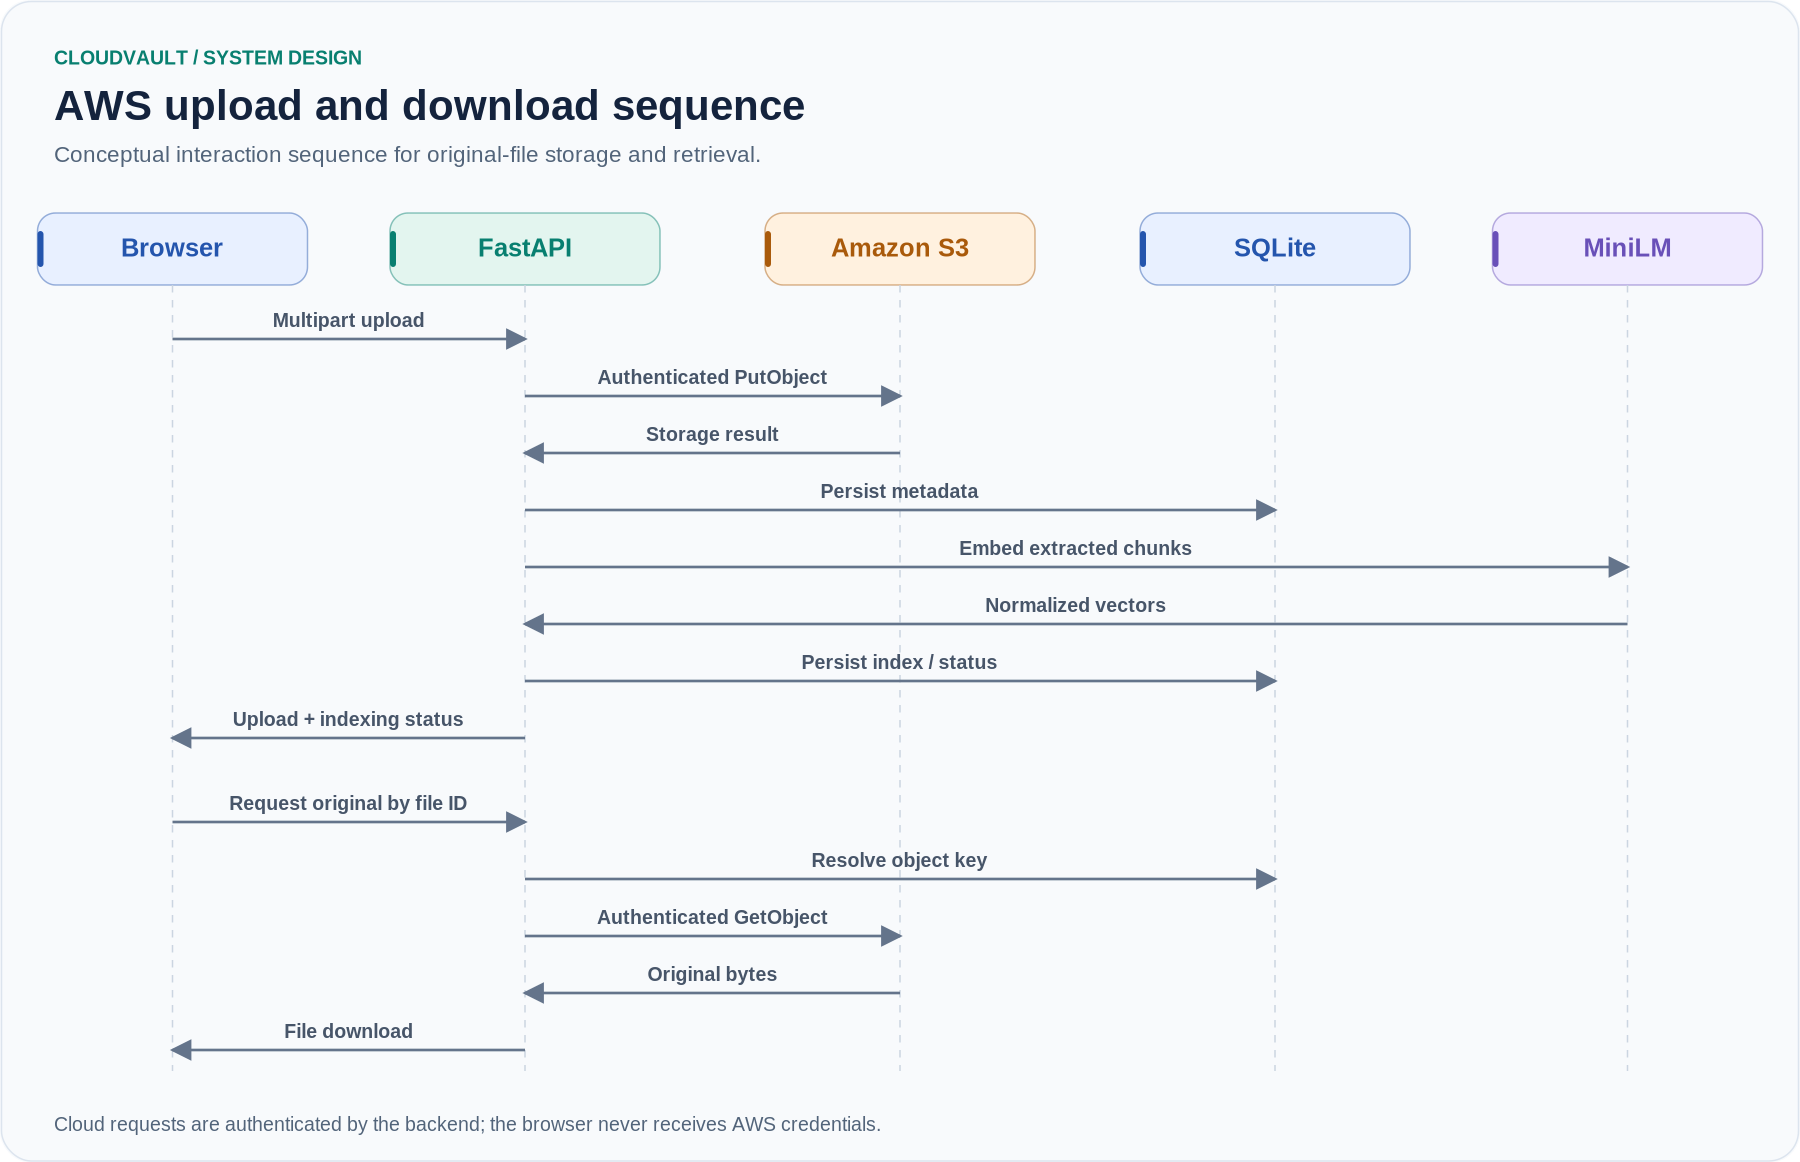 CLOUDVAULT / SYSTEM DESIGN
AWS upload and download sequence
Conceptual interaction sequence for original-file storage and retrieval.
Browser
FastAPI
Amazon S3
SQLite
MiniLM
Multipart upload
Authenticated PutObject
Storage result
Persist metadata
Embed extracted chunks
Normalized vectors
Persist index / status
Upload + indexing status
Request original by file ID
Resolve object key
Authenticated GetObject
Original bytes
File download
Cloud requests are authenticated by the backend; the browser never receives AWS credentials.